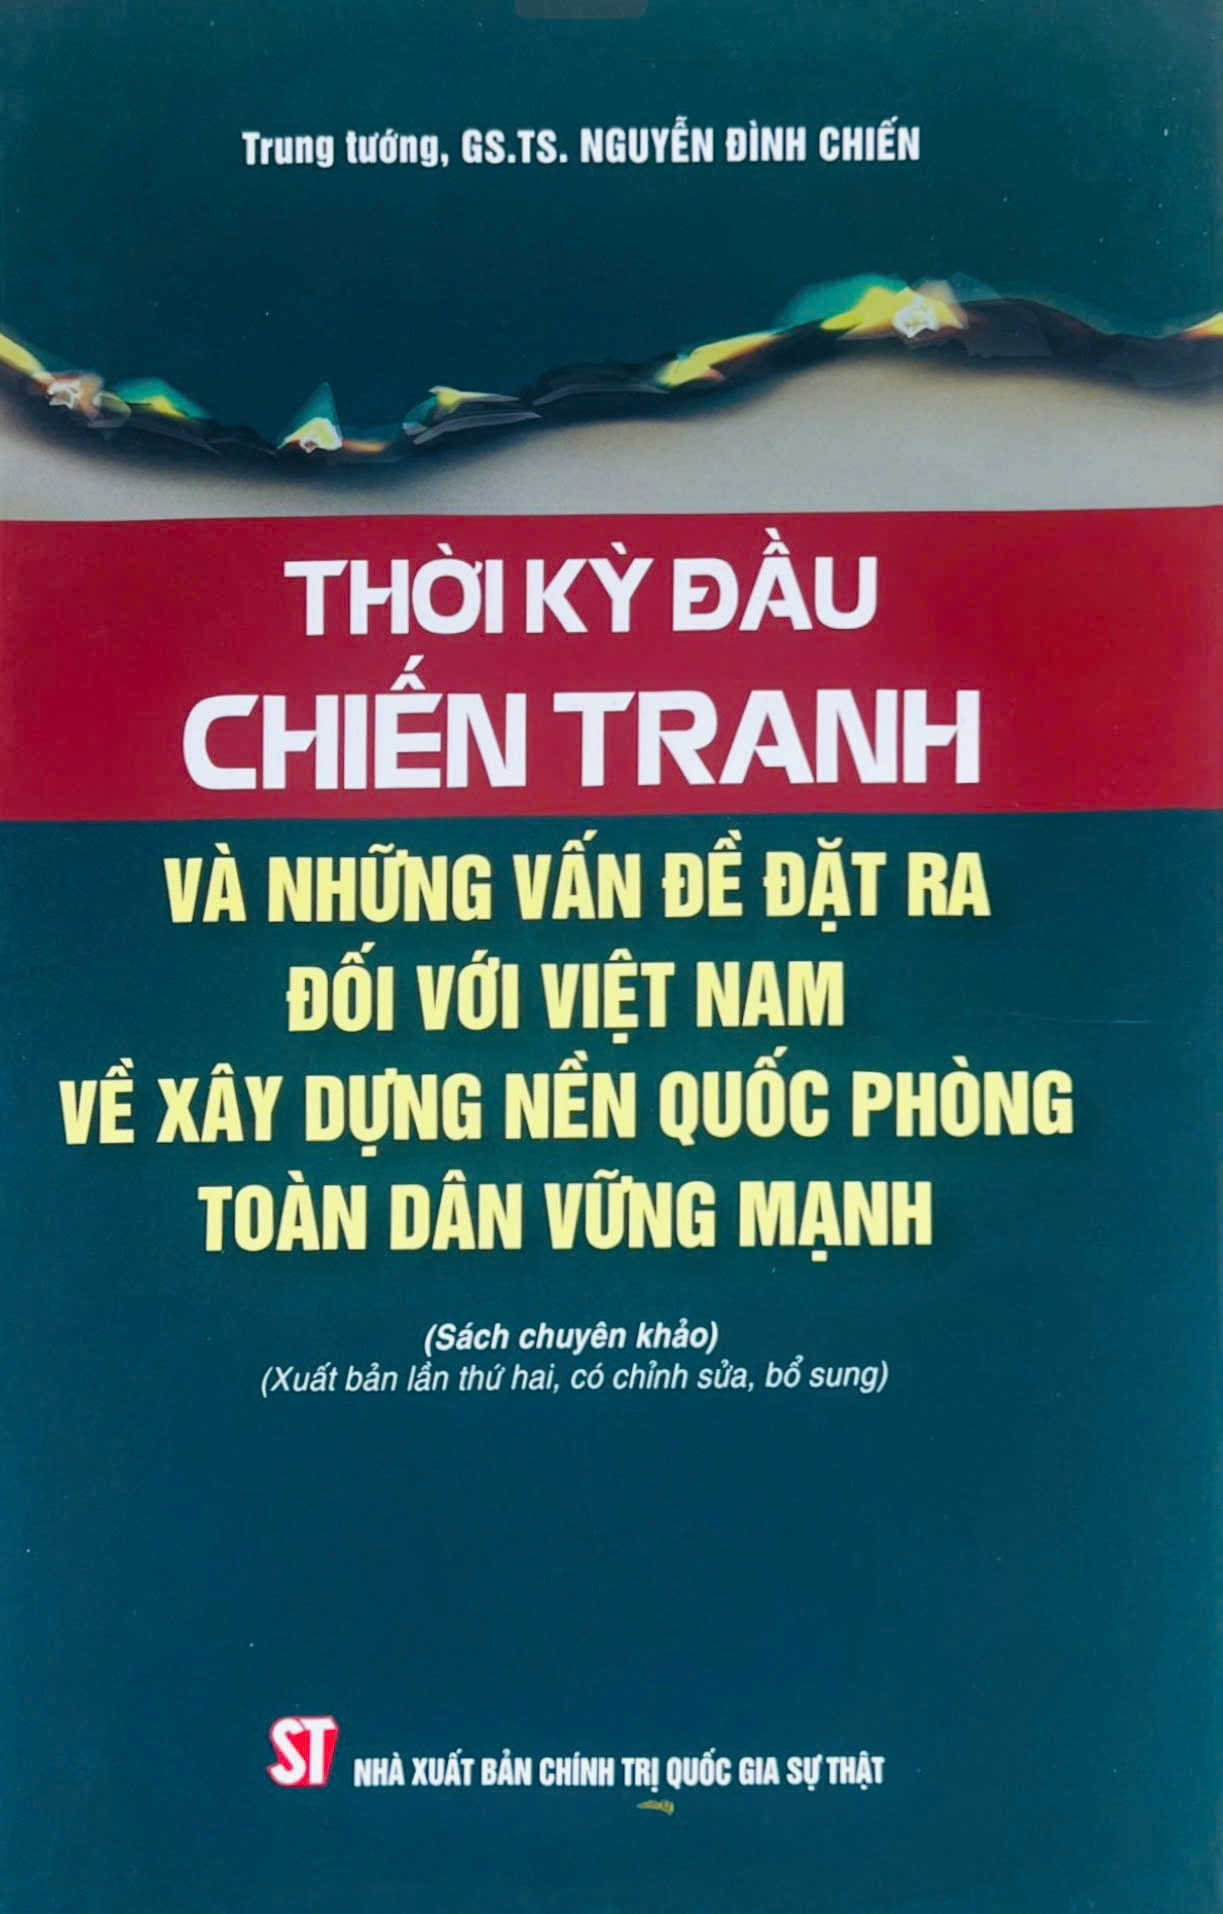 Trung tướng, GS.TS. NGUYỄN ĐÌNH CHIẾN
THỜI KỲ ĐẦU
CHIẾN TRANH
VÀ NHỮNG VẤN ĐỀ ĐẶT RA
ĐỐI VỚI VIỆT NAM
VỀ XÂY DỰNG NỀN QUỐC PHÒNG
TOÀN DÂN VỮNG MẠNH
(Sách chuyên khảo)
(Xuất bản lần thứ hai, có chỉnh sửa, bổ sung)
ST NHÀ XUẤT BẢN CHÍNH TRỊ QUỐC GIA SỰ THẬT